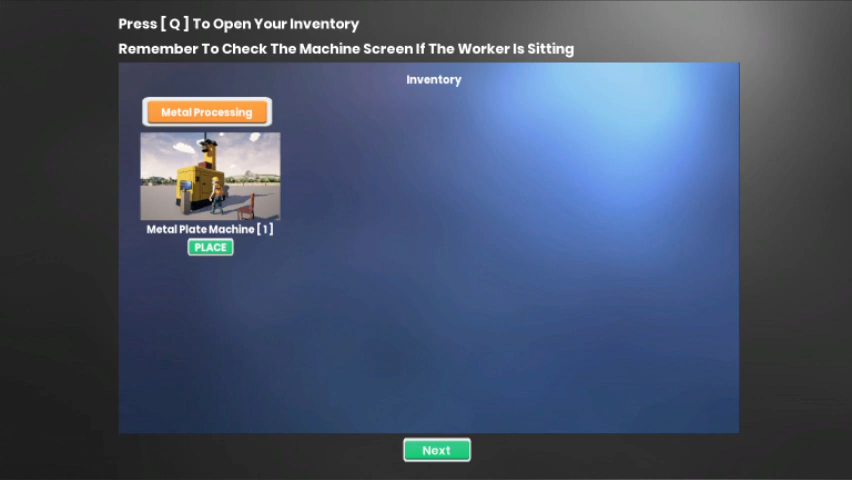 Press [ Q ] To Open Your Inventory
Remember To Check The Machine Screen If The Worker Is Sitting
Inventory
Metal Processing
Metal Plate Machine [ 1 ]
PLACE
Next